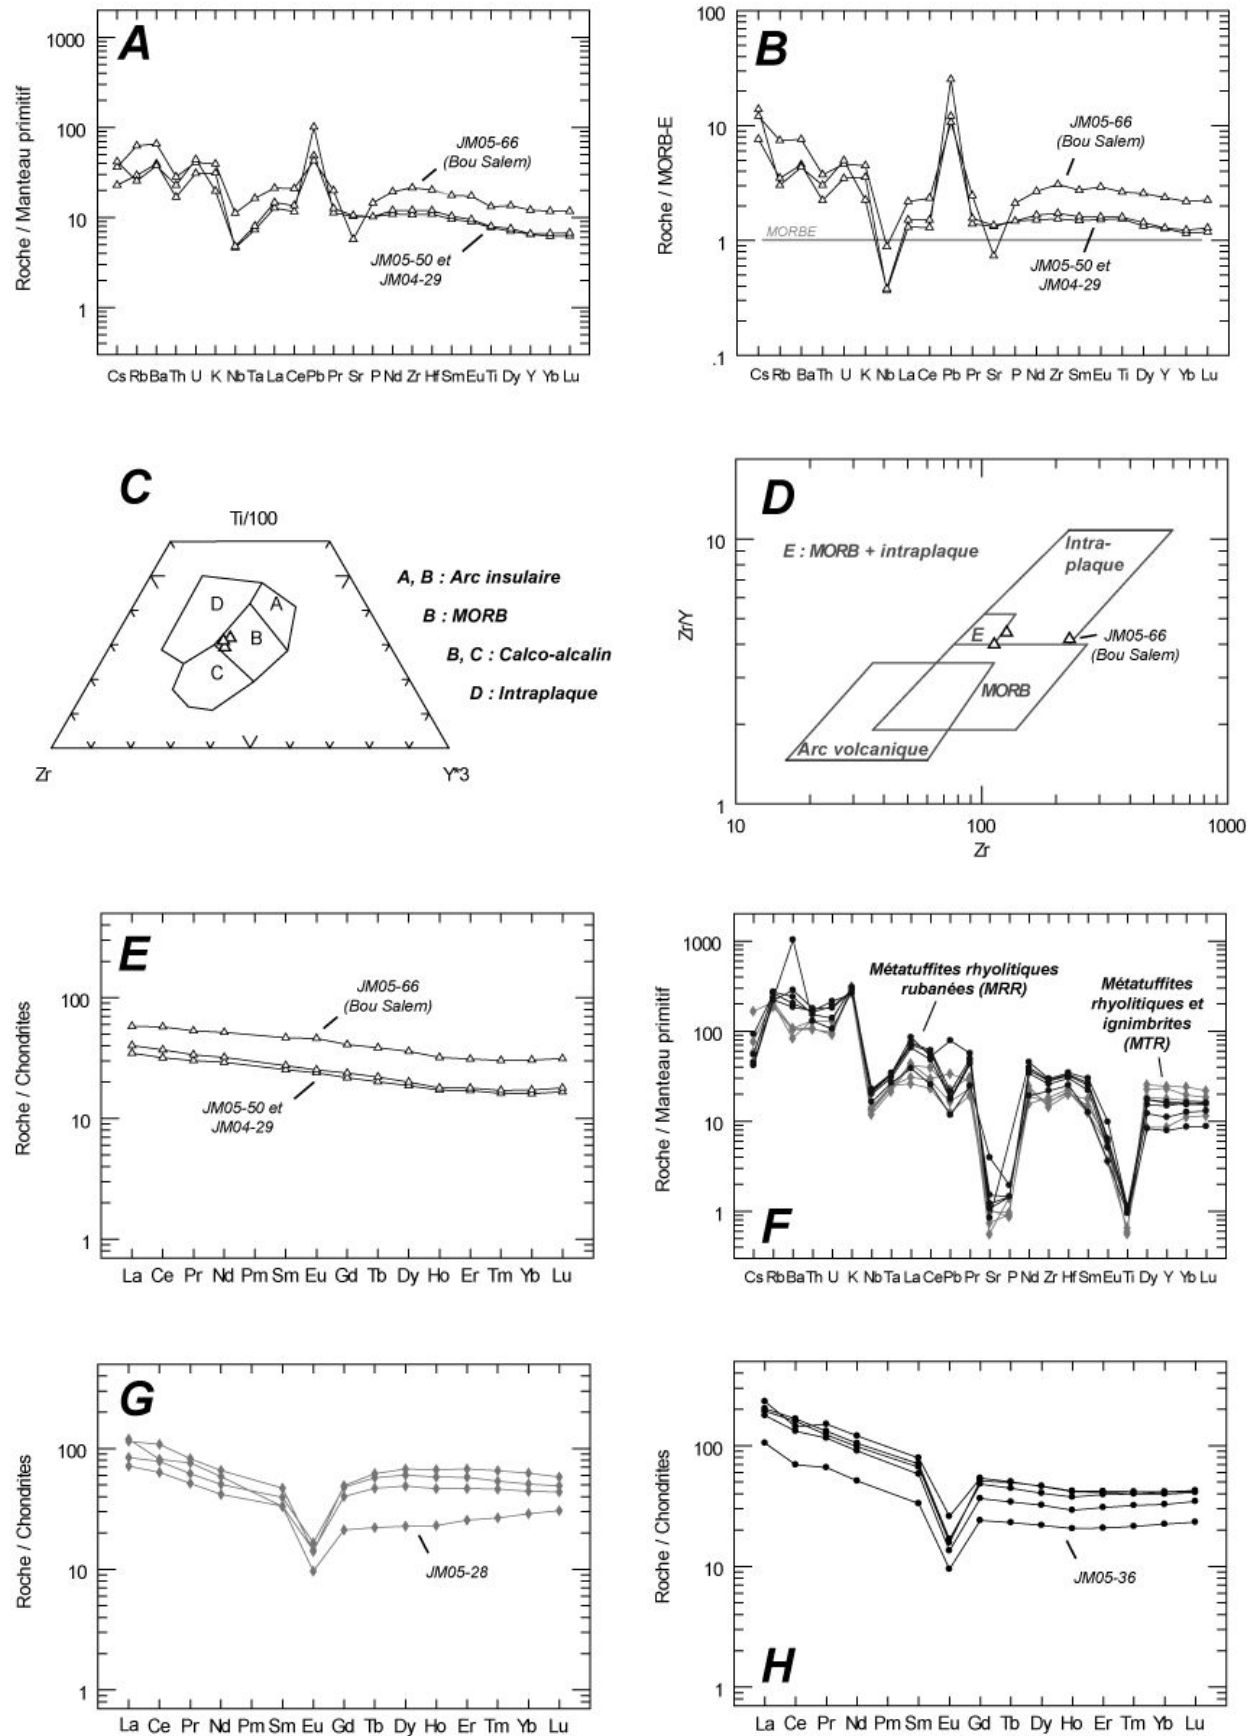 A
Roche / Manteau primitif
1000
100
10
1
JM05-66
(Bou Salem)
JM05-50 et
JM04-29
Cs Rb Ba Th U K Nb Ta La Ce Pb Pr Sr P Nd Zr Hf Sm Eu Ti Dy Y Yb Lu
B
Roche / MORB-E
100
10
1
.1
JM05-66
(Bou Salem)
MORBE
JM05-50 et
JM04-29
Cs Rb Ba Th U K Nb La Ce Pb Pr Sr P Nd Zr Sm Eu Ti Dy Y Yb Lu
C
Ti/100
D
A
B
C
Zr
Y*3
A, B : Arc insulaire
B : MORB
B, C : Calco-alcalin
D : Intraplaque
D
Zr/Y
10
1
E : MORB + intraplaque
Intra-
plaque
E
JM05-66
(Bou Salem)
MORB
Arc volcanique
10
100
1000
Zr
E
Roche / Chondrites
100
10
1
JM05-66
(Bou Salem)
JM05-50 et
JM04-29
La Ce Pr Nd Pm Sm Eu Gd Tb Dy Ho Er Tm Yb Lu
F
Roche / Manteau primitif
1000
100
10
1
Métatuffites rhyolitiques
rubanées (MRR)
Métatuffites
rhyolitiques et
ignimbrites
(MTR)
Cs Rb Ba Th U K Nb Ta La Ce Pb Pr Sr P Nd Zr Hf Sm Eu Ti Dy Y Yb Lu
G
Roche / Chondrites
100
10
1
JM05-28
La Ce Pr Nd Pm Sm Eu Gd Tb Dy Ho Er Tm Yb Lu
H
Roche / Chondrites
100
10
1
JM05-36
La Ce Pr Nd Pm Sm Eu Gd Tb Dy Ho Er Tm Yb Lu